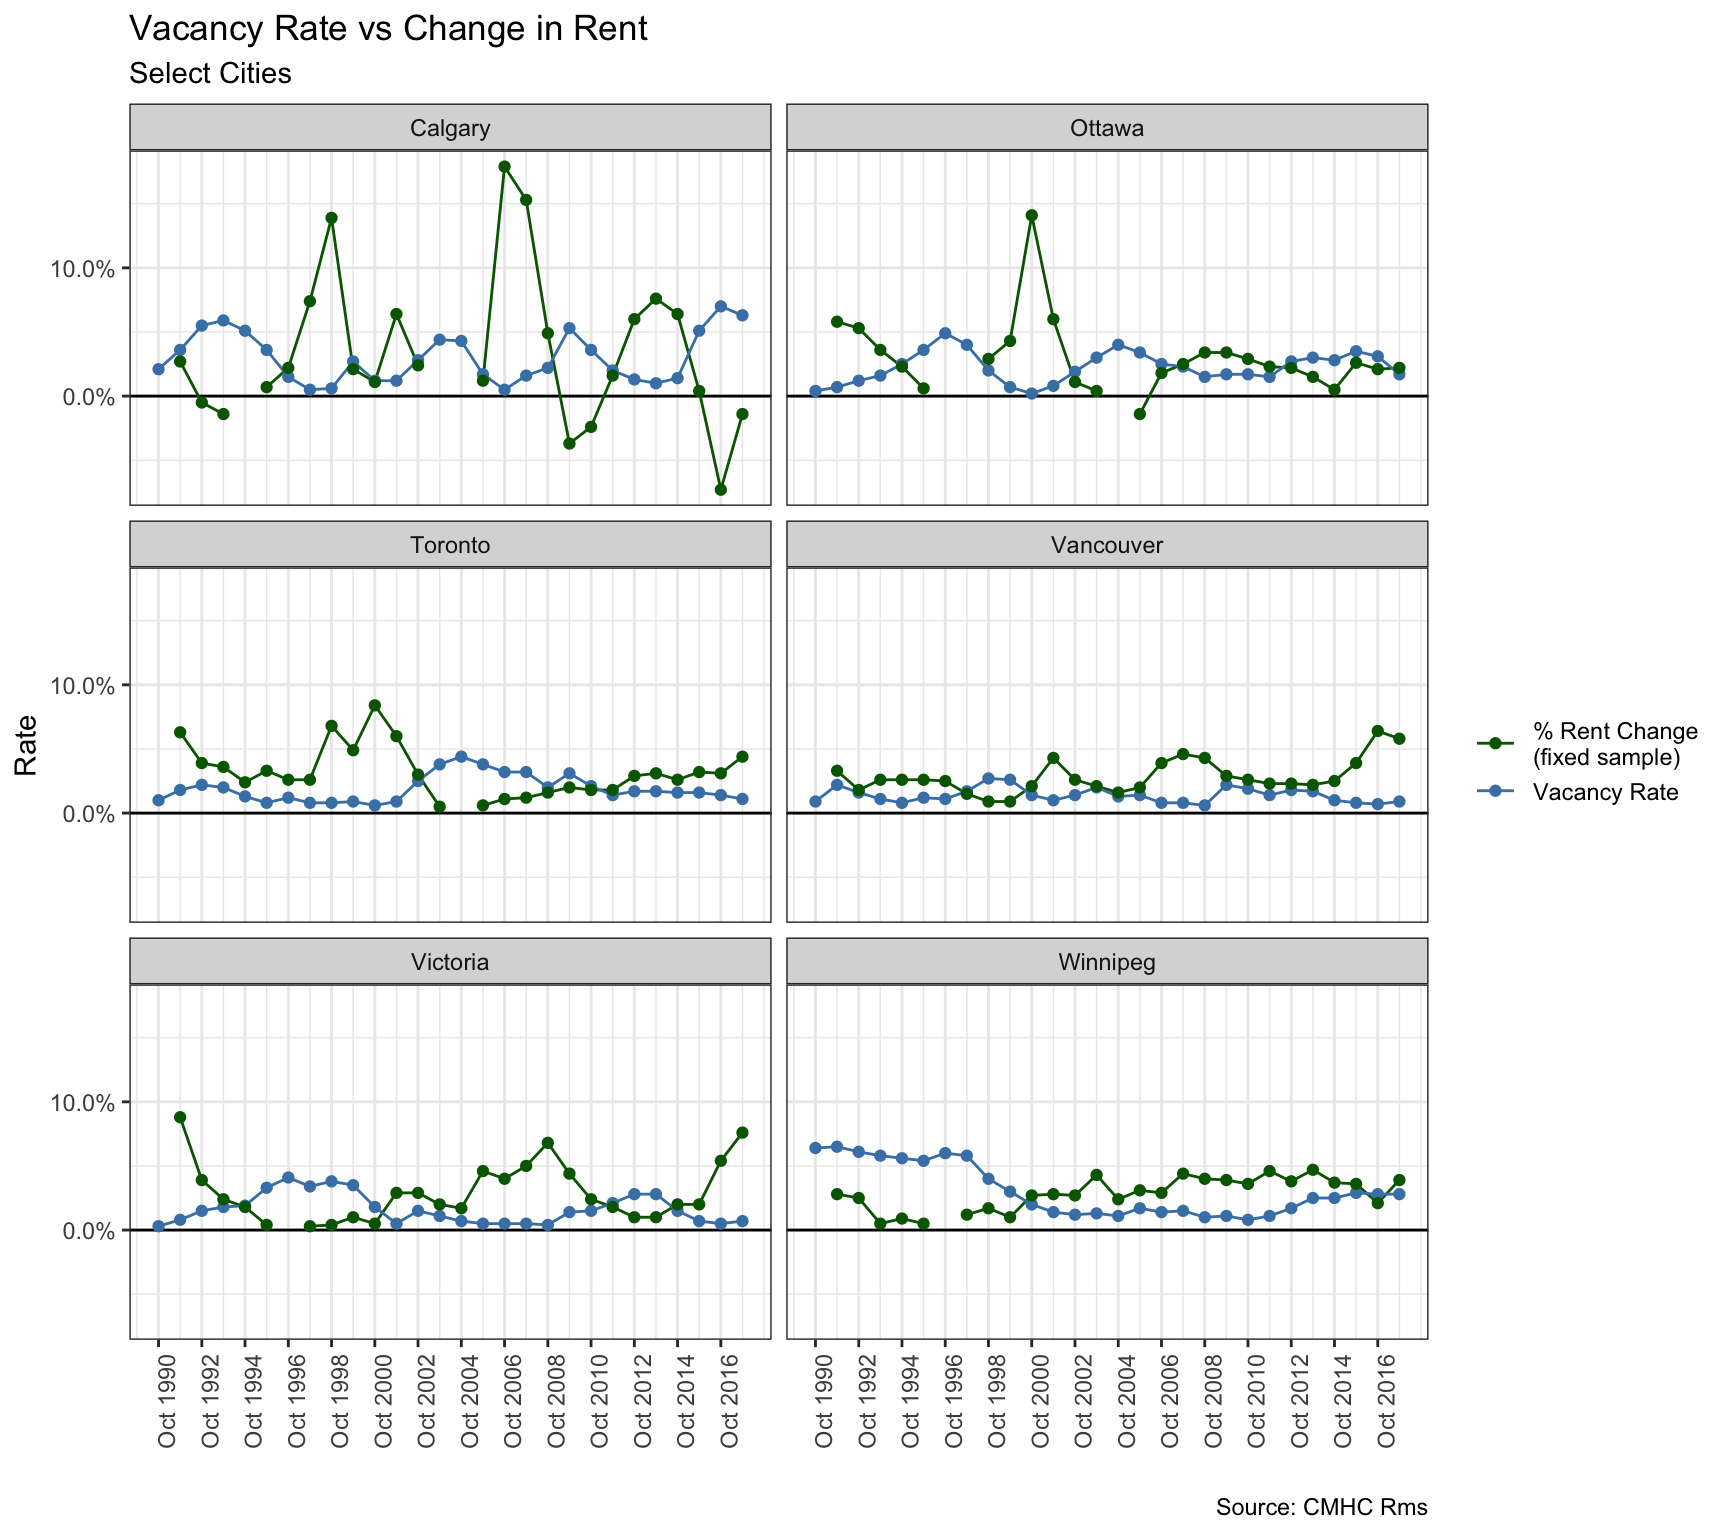 Vacancy Rate vs Change in Rent
Select Cities
Calgary
Ottawa
10.0%
0.0%
Toronto
Vancouver
10.0%
0.0%
Rate
% Rent Change
(fixed sample)
Vacancy Rate
Victoria
Winnipeg
10.0%
0.0%
Oct 1990
Oct 1992
Oct 1994
Oct 1996
Oct 1998
Oct 2000
Oct 2002
Oct 2004
Oct 2006
Oct 2008
Oct 2010
Oct 2012
Oct 2014
Oct 2016
Oct 1990
Oct 1992
Oct 1994
Oct 1996
Oct 1998
Oct 2000
Oct 2002
Oct 2004
Oct 2006
Oct 2008
Oct 2010
Oct 2012
Oct 2014
Oct 2016
Source: CMHC Rms